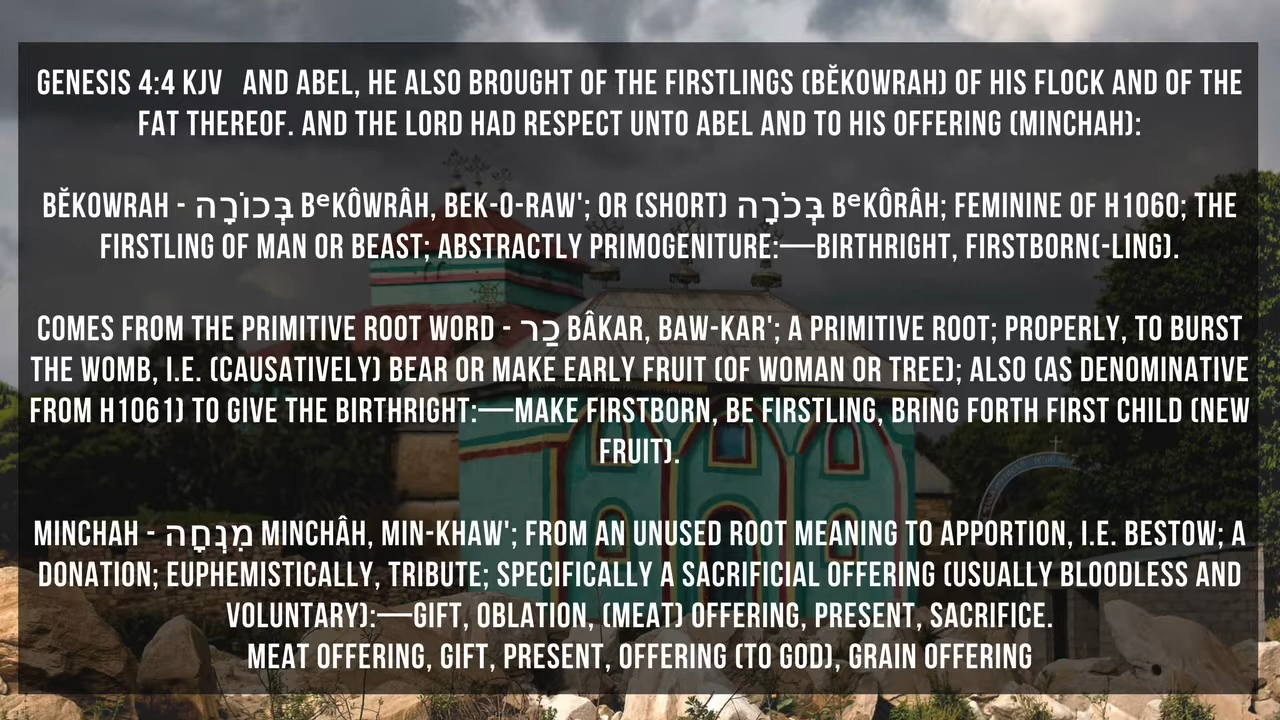 GENESIS 4:4 KJV   AND ABEL, HE ALSO BROUGHT OF THE FIRSTLINGS (BĔKOWRAH) OF HIS FLOCK AND OF THE
FAT THEREOF. AND THE LORD HAD RESPECT UNTO ABEL AND TO HIS OFFERING (MINCHAH):
BĔKOWRAH - בְּכוֹרָה BᵉKÔWRÂH, BEK-O-RAW'; OR (SHORT) בְּכֹרָה BᵉKÔRÂH; FEMININE OF H1060; THE
FIRSTLING OF MAN OR BEAST; ABSTRACTLY PRIMOGENITURE:—BIRTHRIGHT, FIRSTBORN(-LING).
COMES FROM THE PRIMITIVE ROOT WORD - כַר BÂKAR, BAW-KAR'; A PRIMITIVE ROOT; PROPERLY, TO BURST
THE WOMB, I.E. (CAUSATIVELY) BEAR OR MAKE EARLY FRUIT (OF WOMAN OR TREE); ALSO (AS DENOMINATIVE
FROM H1061) TO GIVE THE BIRTHRIGHT:—MAKE FIRSTBORN, BE FIRSTLING, BRING FORTH FIRST CHILD (NEW
FRUIT).
MINCHAH - מִנְחָה MINCHÂH, MIN-KHAW'; FROM AN UNUSED ROOT MEANING TO APPORTION, I.E. BESTOW; A
DONATION; EUPHEMISTICALLY, TRIBUTE; SPECIFICALLY A SACRIFICIAL OFFERING (USUALLY BLOODLESS AND
VOLUNTARY):—GIFT, OBLATION, (MEAT) OFFERING, PRESENT, SACRIFICE.
MEAT OFFERING, GIFT, PRESENT, OFFERING (TO GOD), GRAIN OFFERING